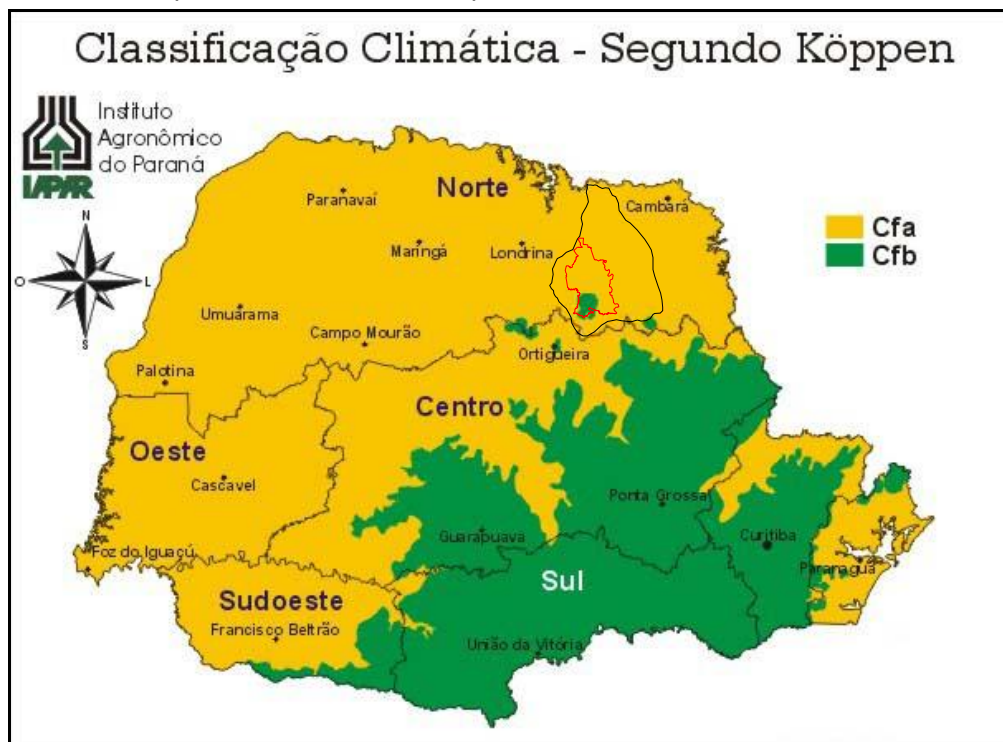 Classificação Climática - Segundo Köppen
Instituto
Agronômico
do Paraná
IAPAR
N
O
L
S
Norte
Paranavaí
Cambará
Maringá
Londrina
Cfa
Cfb
Umuarama
Campo Mourão
Ortigueira
Palotina
Centro
Oeste
Cascavel
Ponta Grossa
Guarapuava
Curitiba
Foz do Iguaçú
Paranaguá
Sul
Sudoeste
Francisco Beltrão
União da Vitória